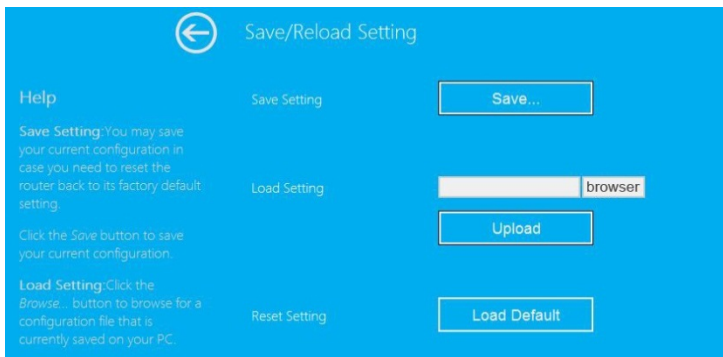 Save/Reload Setting
Help
Save Setting:You may save
your current configuration in
case you need to reset the
router back to its factory default
setting.
Click the Save button to save
your current configuration.
Load Setting:Click the
Browse... button to browse for a
configuration file that is
currently saved on your PC.
Save Setting
Save...
Load Setting
browser
Upload
Reset Setting
Load Default